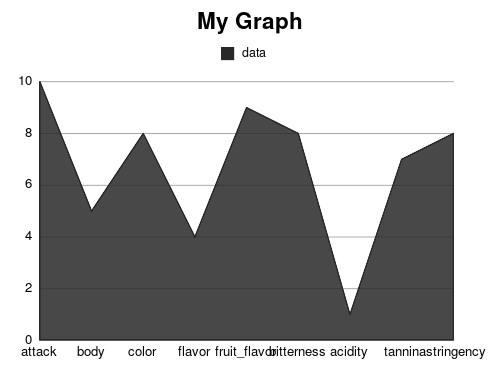 My Graph
data
10
8
6
4
2
0
attack body color flavor fruit_flavor bitterness acidity tannin astringency